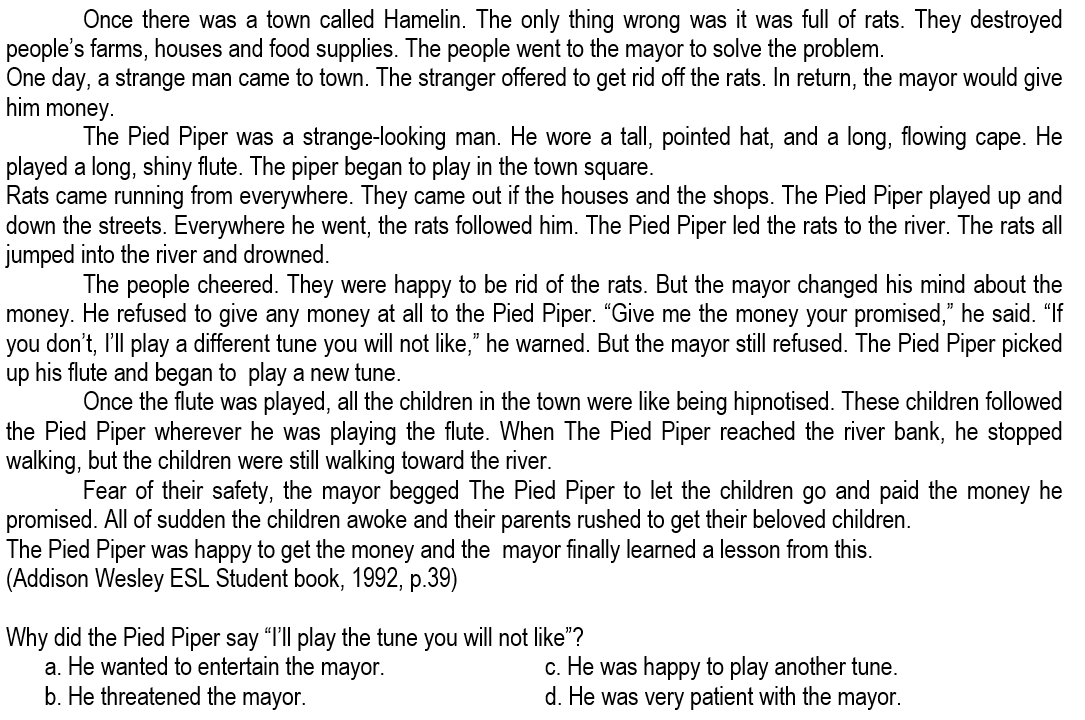 Once there was a town called Hamelin. The only thing wrong was it was full of rats. They destroyed
people’s farms, houses and food supplies. The people went to the mayor to solve the problem.
One day, a strange man came to town. The stranger offered to get rid off the rats. In return, the mayor would give
him money.
The Pied Piper was a strange-looking man. He wore a tall, pointed hat, and a long, flowing cape. He
played a long, shiny flute. The piper began to play in the town square.
Rats came running from everywhere. They came out if the houses and the shops. The Pied Piper played up and
down the streets. Everywhere he went, the rats followed him. The Pied Piper led the rats to the river. The rats all
jumped into the river and drowned.
The people cheered. They were happy to be rid of the rats. But the mayor changed his mind about the
money. He refused to give any money at all to the Pied Piper. “Give me the money your promised,” he said. “If
you don’t, I’ll play a different tune you will not like,” he warned. But the mayor still refused. The Pied Piper picked
up his flute and began to play a new tune.
Once the flute was played, all the children in the town were like being hipnotised. These children followed
the Pied Piper wherever he was playing the flute. When The Pied Piper reached the river bank, he stopped
walking, but the children were still walking toward the river.
Fear of their safety, the mayor begged The Pied Piper to let the children go and paid the money he
promised. All of sudden the children awoke and their parents rushed to get their beloved children.
The Pied Piper was happy to get the money and the mayor finally learned a lesson from this.
(Addison Wesley ESL Student book, 1992, p.39)
Why did the Pied Piper say “I’ll play the tune you will not like”?
a. He wanted to entertain the mayor. c. He was happy to play another tune.
b. He threatened the mayor. d. He was very patient with the mayor.